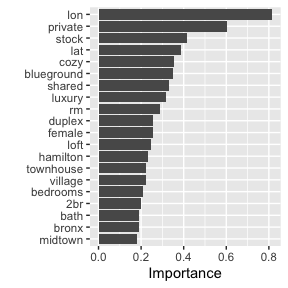 lon
private
stock
lat
cozy
blueground
shared
luxury
rm
duplex
female
loft
hamilton
townhouse
village
bedrooms
2br
bath
bronx
midtown
0.0 0.2 0.4 0.6 0.8
Importance